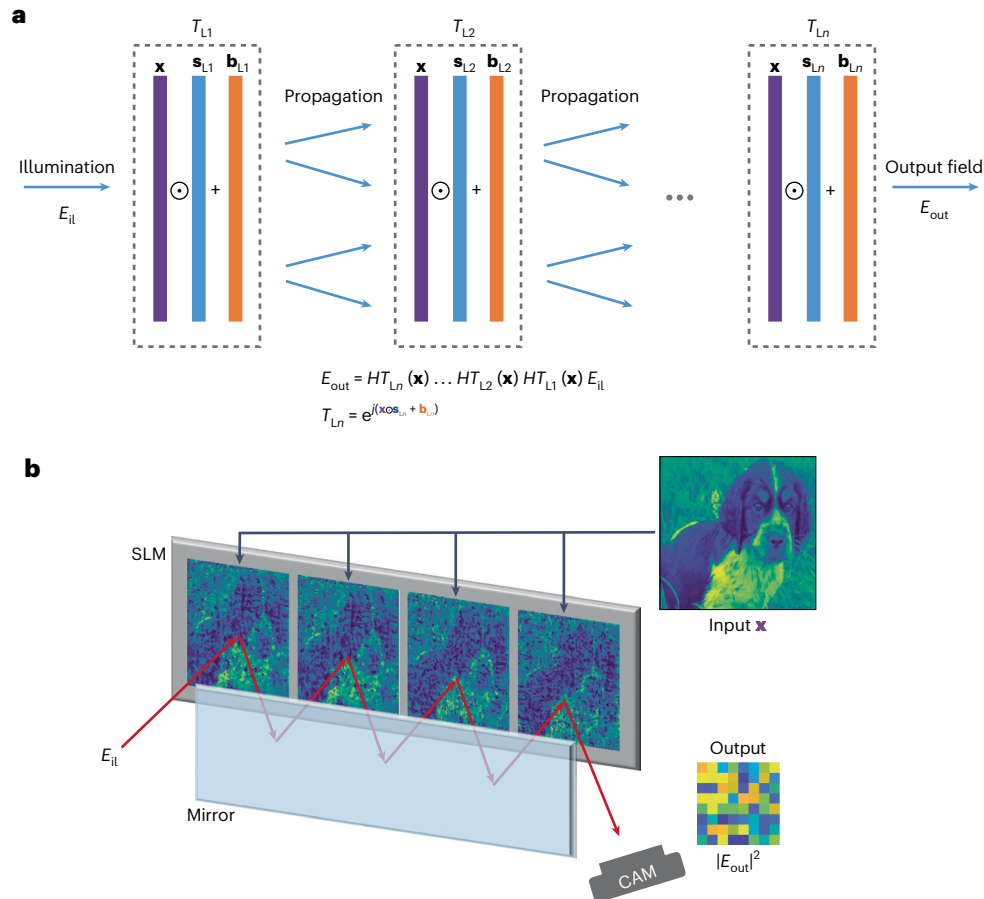 a
T_L1
T_L2
T_Ln
x s_L1 b_L1
x s_L2 b_L2
x s_Ln b_Ln
Propagation
Propagation
Illumination
E_il
⊙ +
⊙ +
...
⊙ +
Output field
E_out
E_out = HT_N (x) … HT_L2 (x) HT_L1 (x) E_il
T_Ln = e^j(x⊙s_Ln + b_Ln)
b
SLM
Input x
E_il
Mirror
Output
|E_out|²
CAM